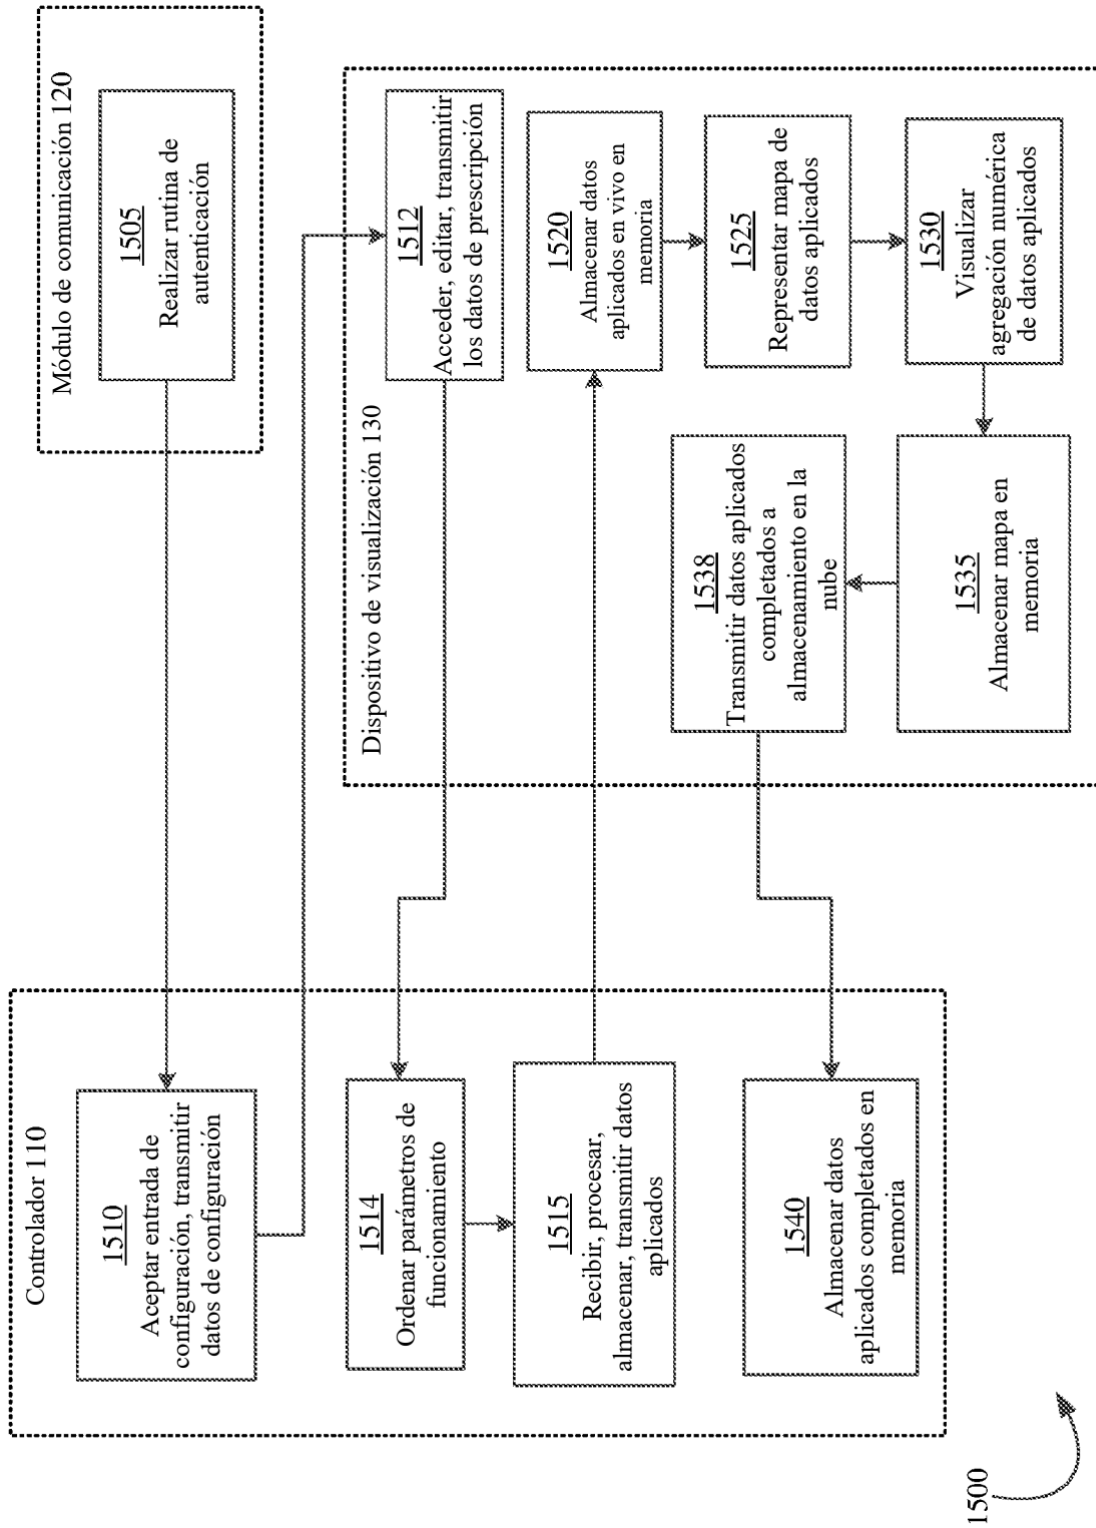 Módulo de comunicación 120
1505
Realizar rutina de
autenticación
Controlador 110
1510
Aceptar entrada de
configuración, transmitir
datos de configuración
Dispositivo de visualización 130
1512
Acceder, editar, transmitir
los datos de prescripción
1514
Ordenar parámetros de
funcionamiento
1515
Recibir, procesar,
almacenar, transmitir datos
aplicados
1520
Almacenar datos
aplicados en vivo en
memoria
1525
Representar mapa de
datos aplicados
1530
Visualizar
agregación numérica
de datos aplicados
1535
Almacenar mapa en
memoria
1538
Transmitir datos aplicados
completados a
almacenamiento en la
nube
1540
Almacenar datos
aplicados completados en
memoria
1500